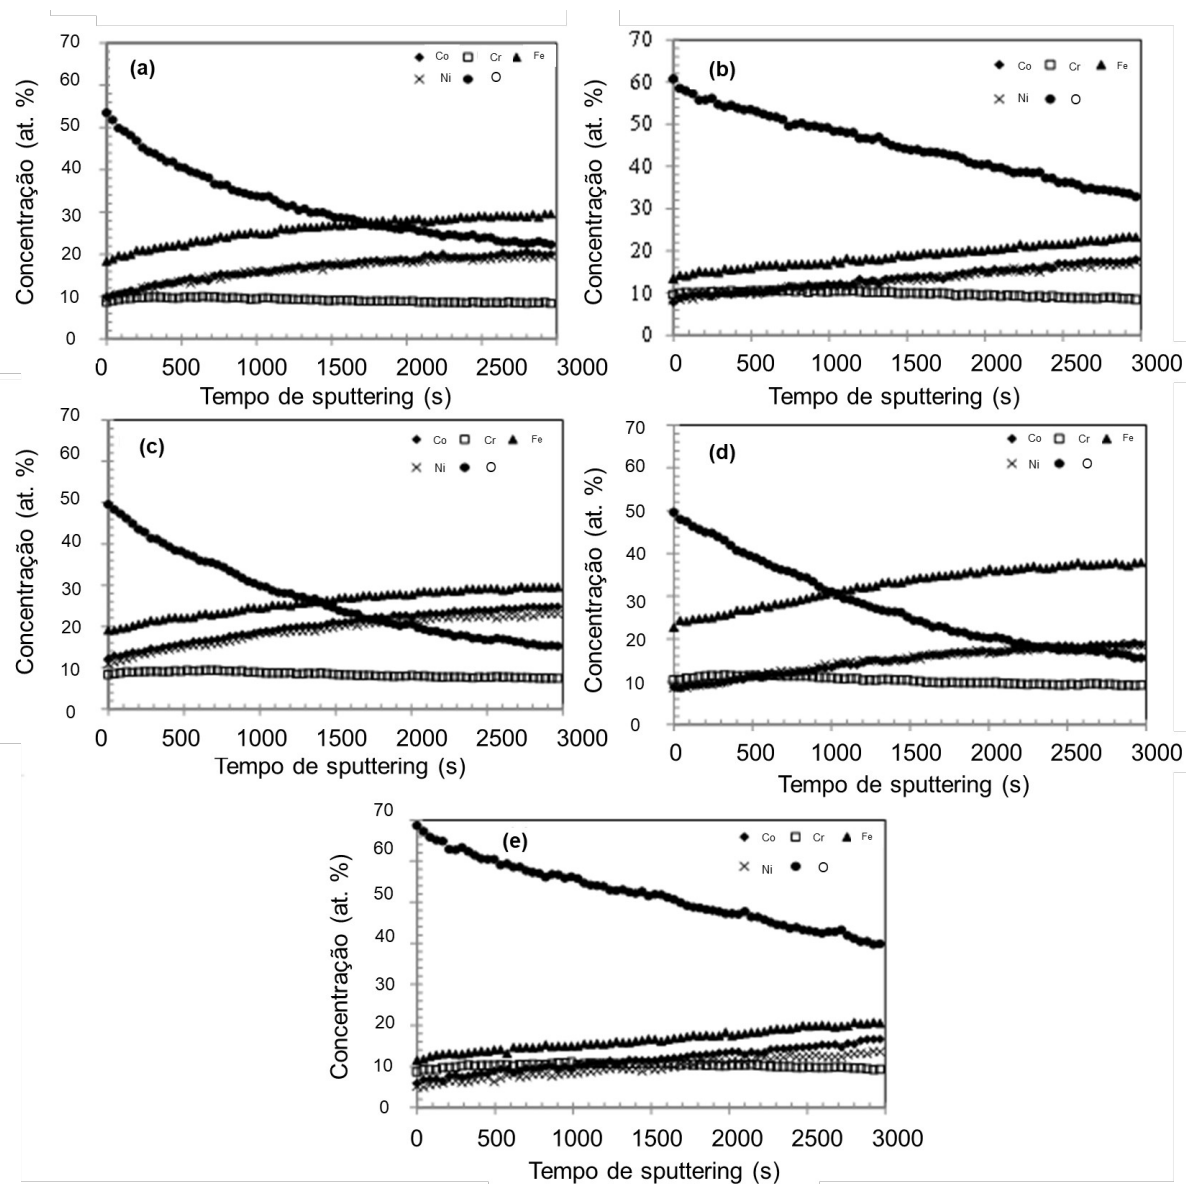 (a)
Co Cr Fe
Ni O
Concentração (at. %)
70
60
50
40
30
20
10
0
0 500 1000 1500 2000 2500 3000
Tempo de sputtering (s)
(b)
Co Cr Fe
Ni O
Concentração (at. %)
70
60
50
40
30
20
10
0
0 500 1000 1500 2000 2500 3000
Tempo de sputtering (s)
(c)
Co Cr Fe
Ni O
Concentração (at. %)
70
60
50
40
30
20
10
0
0 500 1000 1500 2000 2500 3000
Tempo de sputtering (s)
(d)
Co Cr Fe
Ni O
Concentração (at. %)
70
60
50
40
30
20
10
0
0 500 1000 1500 2000 2500 3000
Tempo de sputtering (s)
(e)
Co Cr Fe
Ni O
Concentração (at. %)
70
60
50
40
30
20
10
0
0 500 1000 1500 2000 2500 3000
Tempo de sputtering (s)